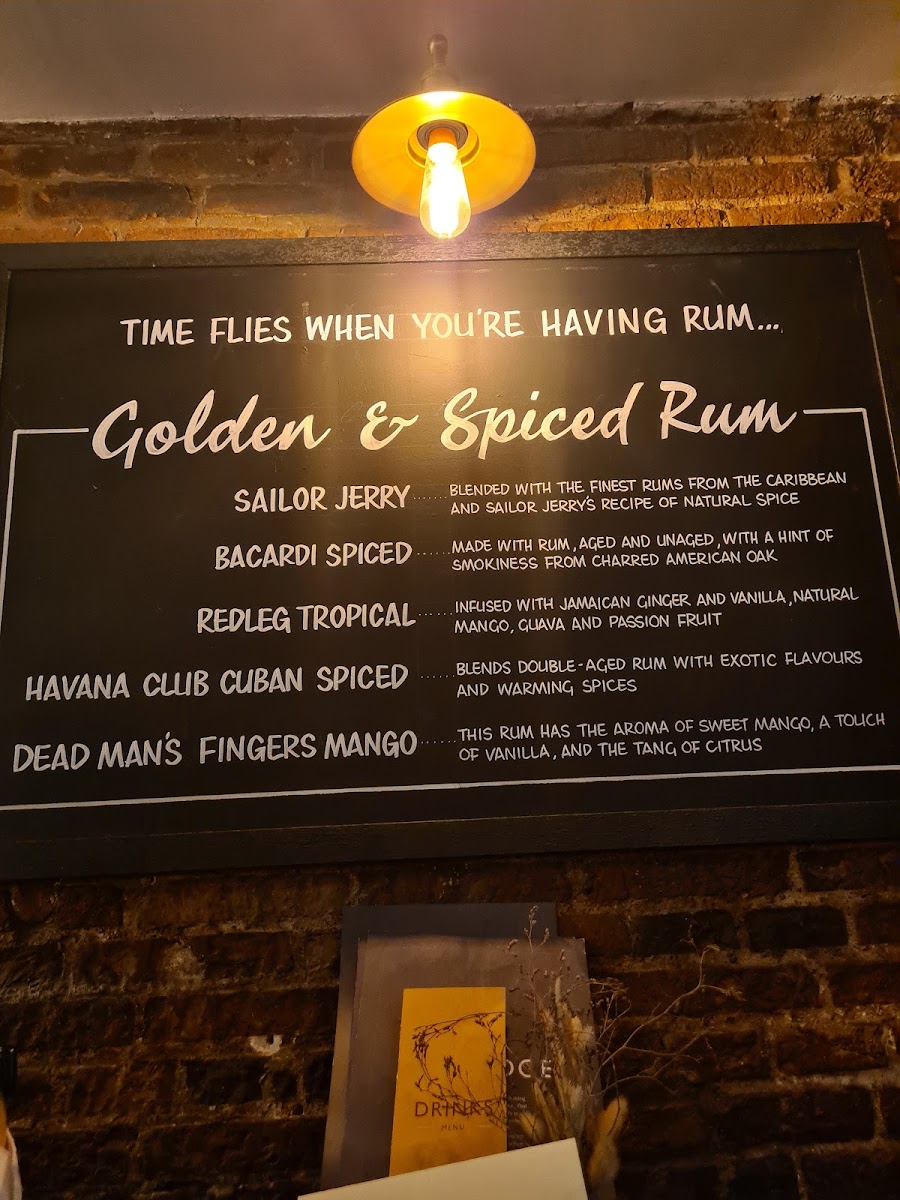 TIME FLIES WHEN YOU'RE HAVING RUM...
Golden & Spiced Rum
SAILOR JERRY ....... BLENDED WITH THE FINEST RUMS FROM THE CARIBBEAN
AND SAILOR JERRY'S RECIPE OF NATURAL SPICE
BACARDI SPICED ...... MADE WITH RUM, AGED AND UNAGED, WITH A HINT OF
SMOKINESS FROM CHARRED AMERICAN OAK
REDLEG TROPICAL ...... INFUSED WITH JAMAICAN GINGER AND VANILLA, NATURAL
MANGO, GUAVA AND PASSION FRUIT
HAVANA CLUB CUBAN SPICED ...... BLENDS DOUBLE-AGED RUM WITH EXOTIC FLAVOURS
AND WARMING SPICES
DEAD MAN'S FINGERS MANGO ...... THIS RUM HAS THE AROMA OF SWEET MANGO, A TOUCH
OF VANILLA, AND THE TANG OF CITRUS
DRINKS
MENU